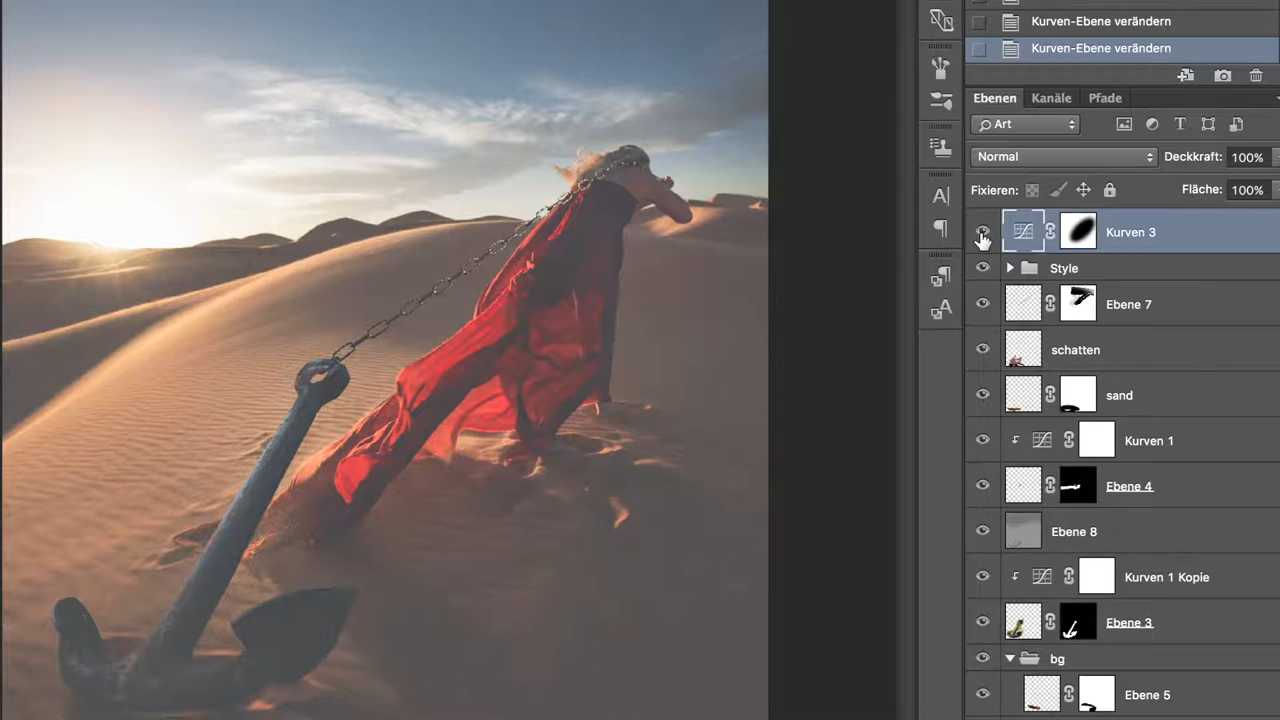 Kurven-Ebene verändern
Kurven-Ebene verändern
Ebenen Kanäle Pfade
Art
Normal Deckkraft: 100%
Fixieren: Fläche: 100%
Kurven 3
Style
Ebene 7
schatten
sand
Kurven 1
Ebene 4
Ebene 8
Kurven 1 Kopie
Ebene 3
bg
Ebene 5